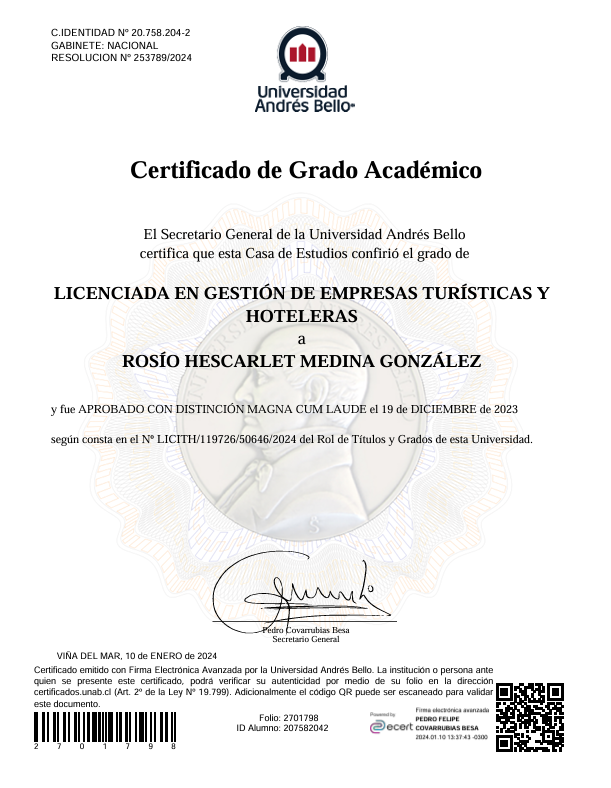 C.IDENTIDAD Nº 20.758.204-2
GABINETE: NACIONAL
RESOLUCION Nº 253789/2024
Universidad
Andrés Bello
Certificado de Grado Académico
El Secretario General de la Universidad Andrés Bello
certifica que esta Casa de Estudios confirió el grado de
LICENCIADA EN GESTIÓN DE EMPRESAS TURÍSTICAS Y
HOTELERAS
a
ROSÍO HESCARLET MEDINA GONZÁLEZ
y fue APROBADO CON DISTINCIÓN MAGNA CUM LAUDE el 19 de DICIEMBRE de 2023
según consta en el Nº LICITH/119726/50646/2024 del Rol de Títulos y Grados de esta Universidad.
Pedro Covarrubias Besa
Secretario General
VIÑA DEL MAR, 10 de ENERO de 2024
Certificado emitido con Firma Electrónica Avanzada por la Universidad Andrés Bello. La institución o persona ante
quien se presente este certificado, podrá verificar su autenticidad por medio de su folio en la dirección
certificados.unab.cl (Art. 2º de la Ley Nº 19.799). Adicionalmente el código QR puede ser escaneado para validar
este documento.
2 7 0 1 7 9 8
Folio: 2701798
ID Alumno: 207582042
Powered by
ecert
Firma electrónica avanzada
PEDRO FELIPE
COVARRUBIAS BESA
2024.01.10 13:37:43 -0300